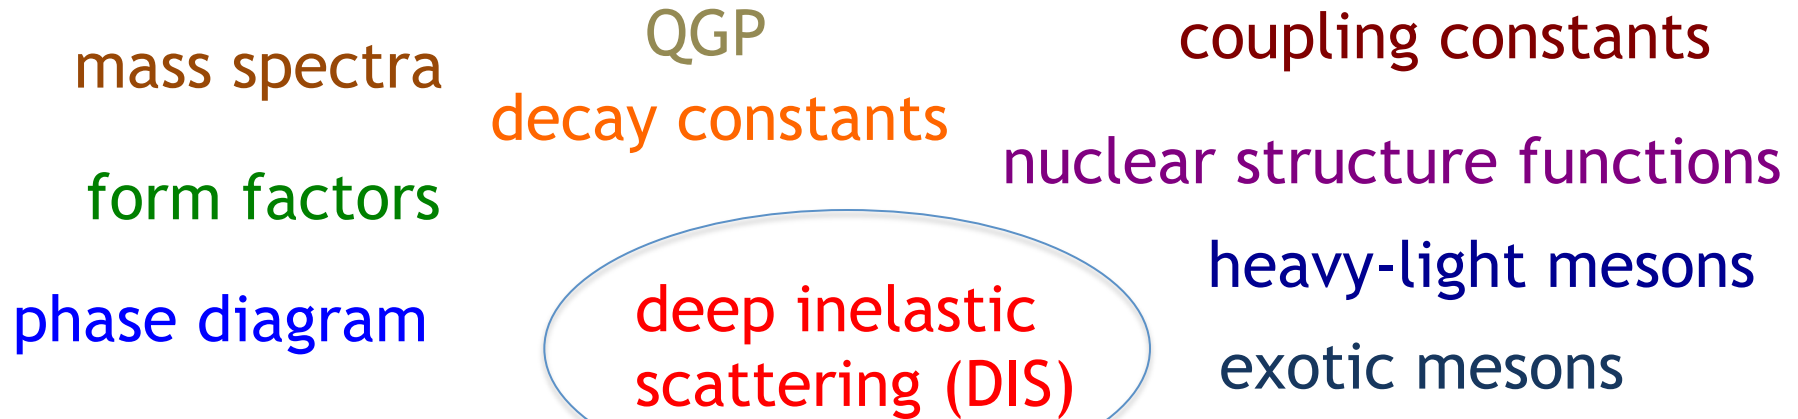 QGP
coupling constants
mass spectra
decay constants
nuclear structure functions
form factors
heavy-light mesons
deep inelastic
scattering (DIS)
phase diagram
exotic mesons